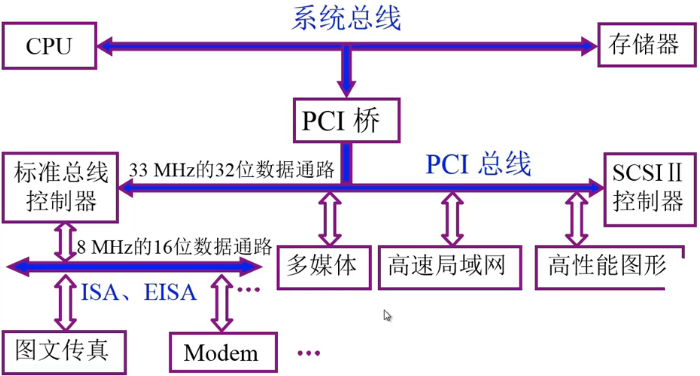 系统总线
CPU
存储器
PCI 桥
33 MHz的32位数据通路
PCI 总线
标准总线
控制器
SCSI II
控制器
8 MHz的16位数据通路
多媒体
高速局域网
高性能图形
ISA、EISA
…
图文传真
Modem
…